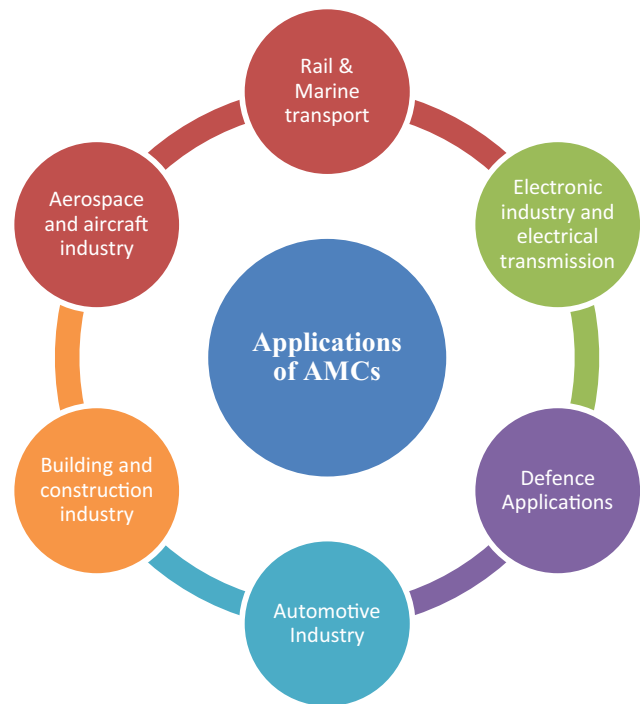 Rail &
Marine
transport
Electronic
industry and
electrical
transmission
Defence
Applications
Automotive
Industry
Building and
construction
industry
Aerospace
and aircraft
industry
Applications
of AMCs